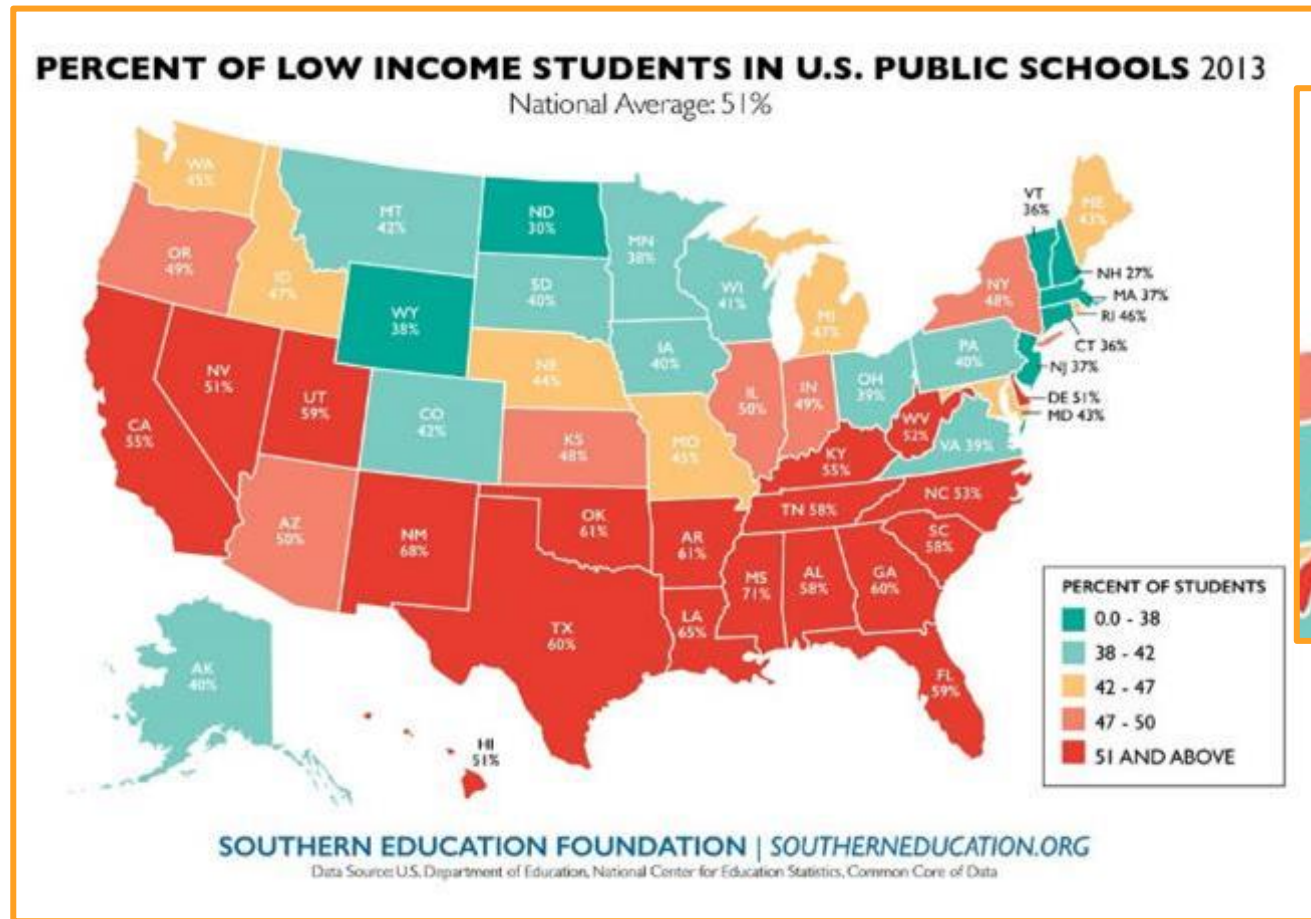 PERCENT OF LOW INCOME STUDENTS IN U.S. PUBLIC SCHOOLS 2013
National Average: 51%
WA
45%
OR
49%
ID
47%
MT
42%
ND
30%
SD
40%
WY
38%
MN
38%
WI
41%
MI
47%
IA
40%
NE
44%
NV
51%
UT
59%
CO
42%
CA
55%
AZ
50%
NM
68%
KS
48%
MO
45%
IL
50%
IN
49%
OH
39%
PA
40%
NY
48%
VT
36%
ME
43%
NH 27%
MA 37%
RI 46%
CT 36%
NJ 37%
DE 51%
MD 43%
WV
52%
VA 39%
KY
55%
NC 53%
TN 58%
SC
58%
OK
61%
AR
61%
MS
71%
AL
58%
GA
60%
TX
60%
LA
65%
FL
59%
AK
40%
HI
51%
PERCENT OF STUDENTS
0.0 - 38
38 - 42
42 - 47
47 - 50
51 AND ABOVE
SOUTHERN EDUCATION FOUNDATION | SOUTHERNEDUCATION.ORG
Data Source: U.S. Department of Education, National Center for Education Statistics, Common Core of Data